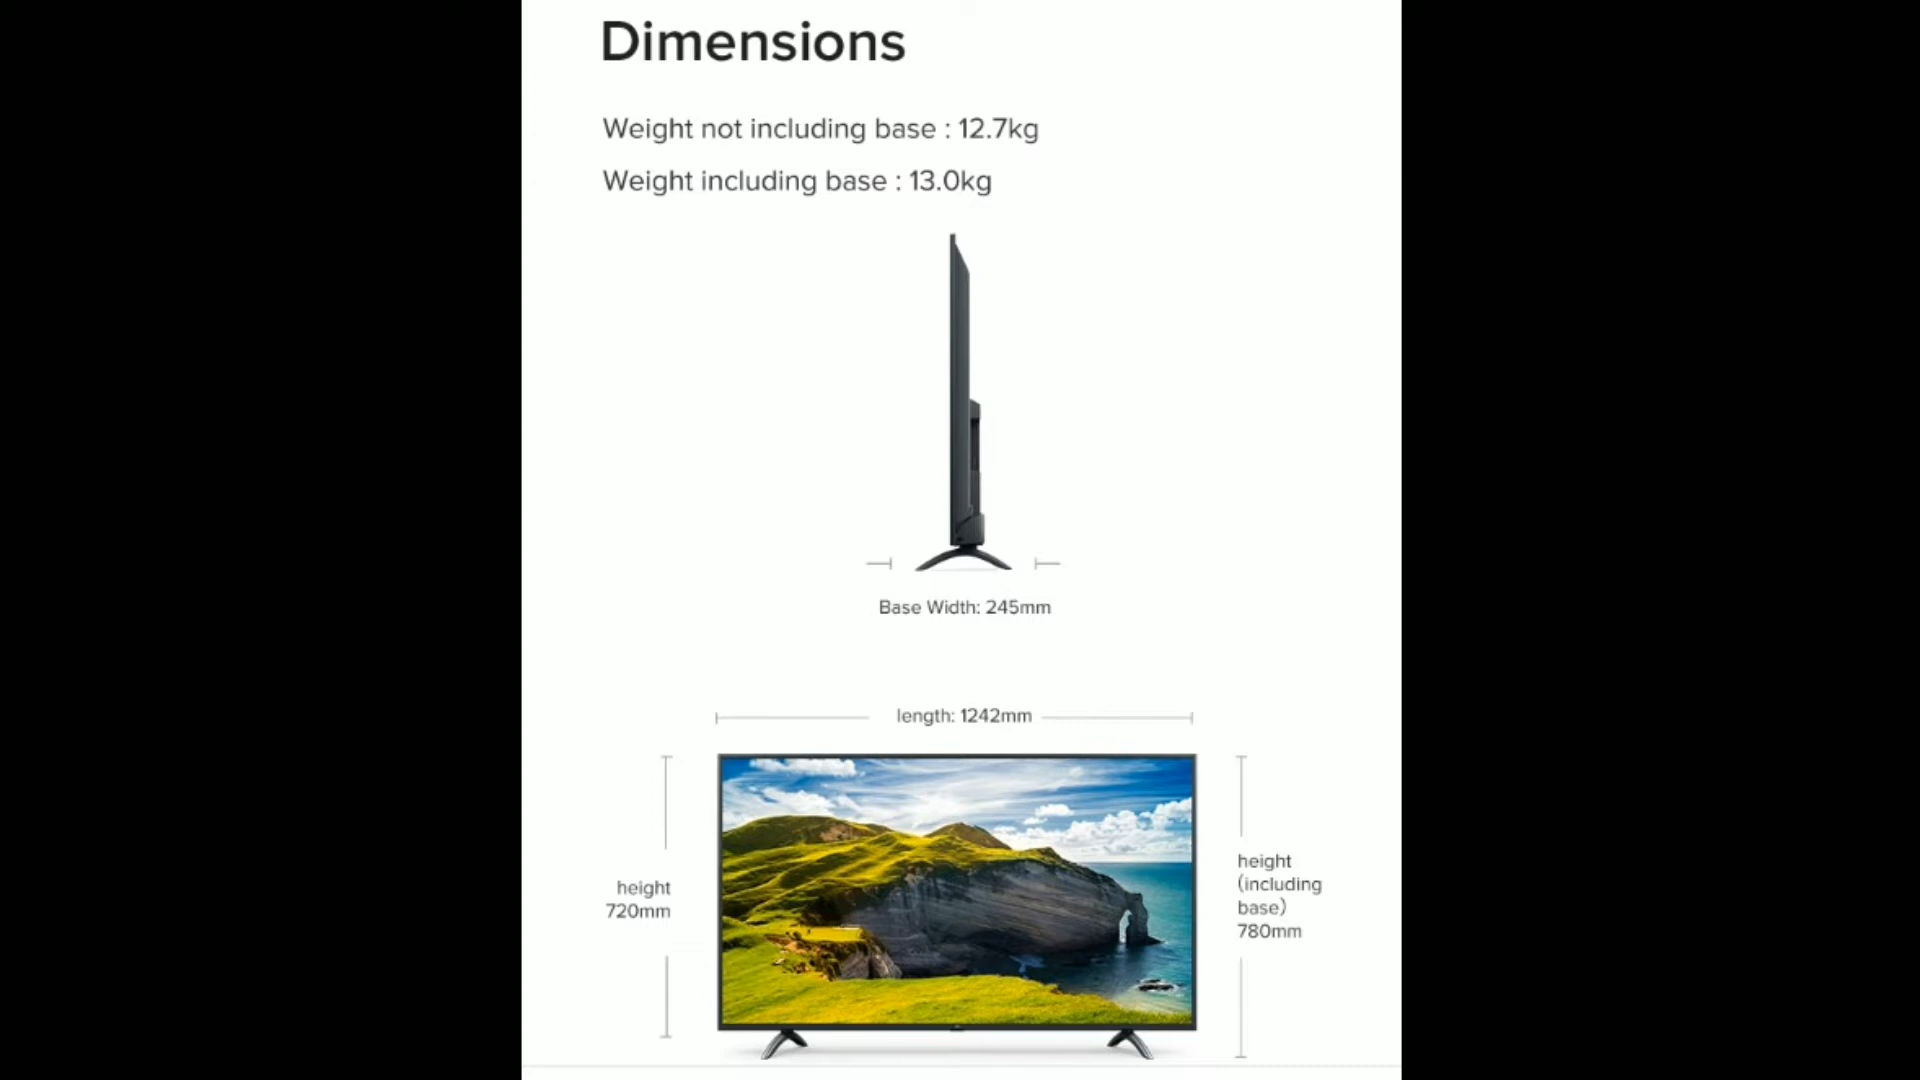 Dimensions
Weight not including base : 12.7kg
Weight including base : 13.0kg
Base Width: 245mm
length: 1242mm
height
720mm
height
(including
base)
780mm